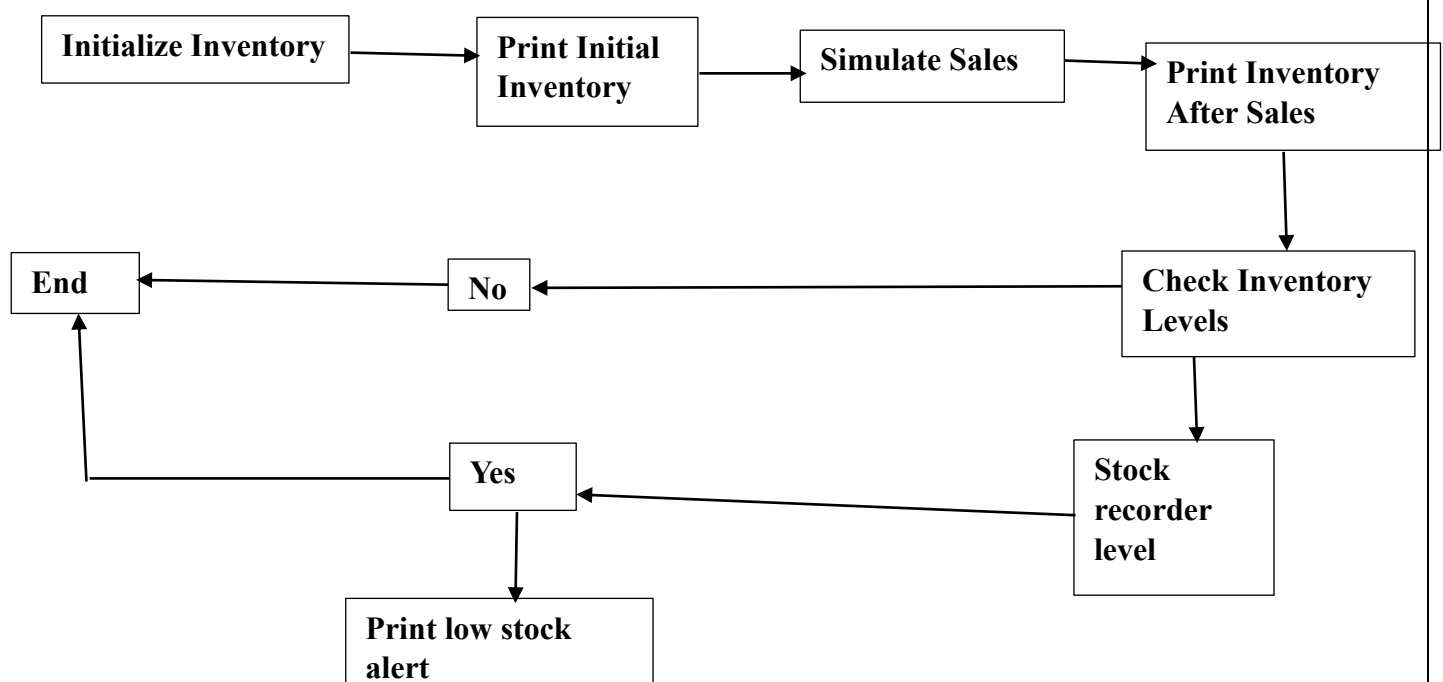 Initialize Inventory
Print Initial
Inventory
Simulate Sales
Print Inventory
After Sales
End
No
Check Inventory
Levels
Yes
Stock
recorder
level
Print low stock
alert